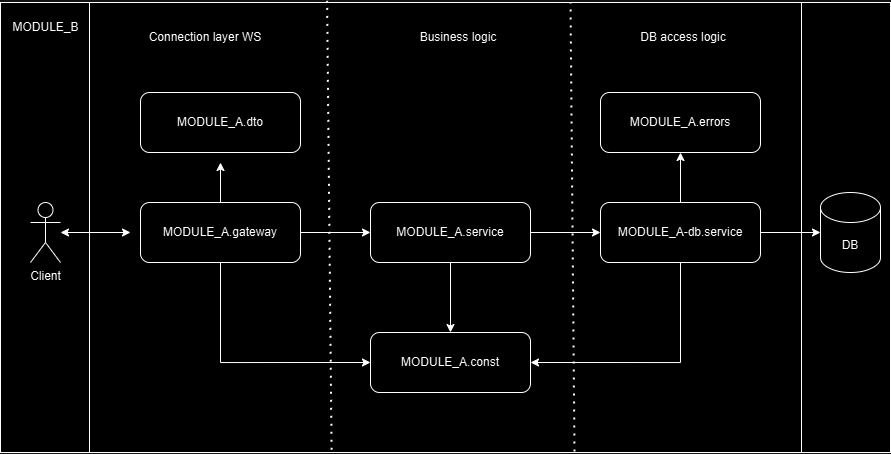 MODULE_B
Connection layer WS
Business logic
DB access logic
MODULE_A.dto
MODULE_A.errors
MODULE_A.gateway
MODULE_A.service
MODULE_A-db.service
DB
Client
MODULE_A.const